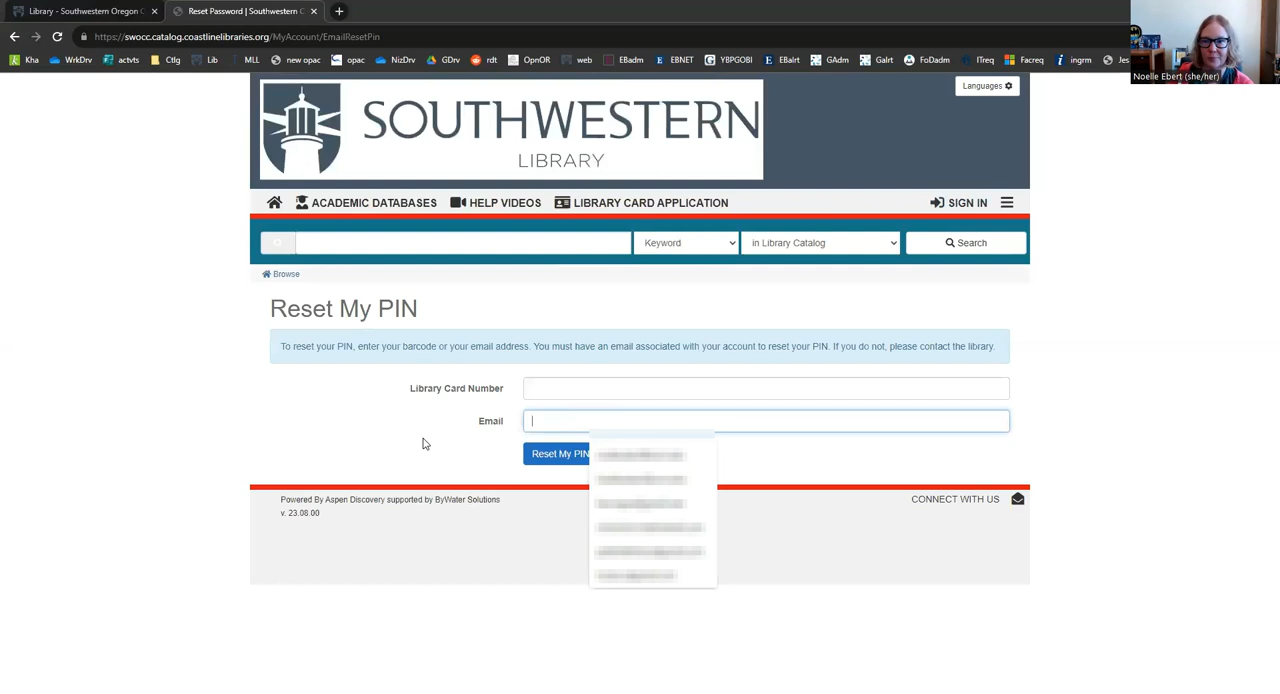 Library - Southwestern Oregon C
Reset Password | Southwestern C
https://swocc.catalog.coastlinelibraries.org/MyAccount/EmailResetPin
Kha WrkDrv actvts Ctlg Lib MLL new opac opac NizDrv GDrv rdt OpnOR web EBadm EBNET YBPGOBI EBairt GAdm Galrt FoDadm ITreq Facreq ingrm Jes
Noelle Ebert (she/her)
Languages
SOUTHWESTERN
LIBRARY
ACADEMIC DATABASES HELP VIDEOS LIBRARY CARD APPLICATION SIGN IN
Keyword in Library Catalog Search
Browse
Reset My PIN
To reset your PIN, enter your barcode or your email address. You must have an email associated with your account to reset your PIN. If you do not, please contact the library.
Library Card Number
Email
Reset My PIN
Powered By Aspen Discovery supported by ByWater Solutions
v. 23.08.00
CONNECT WITH US